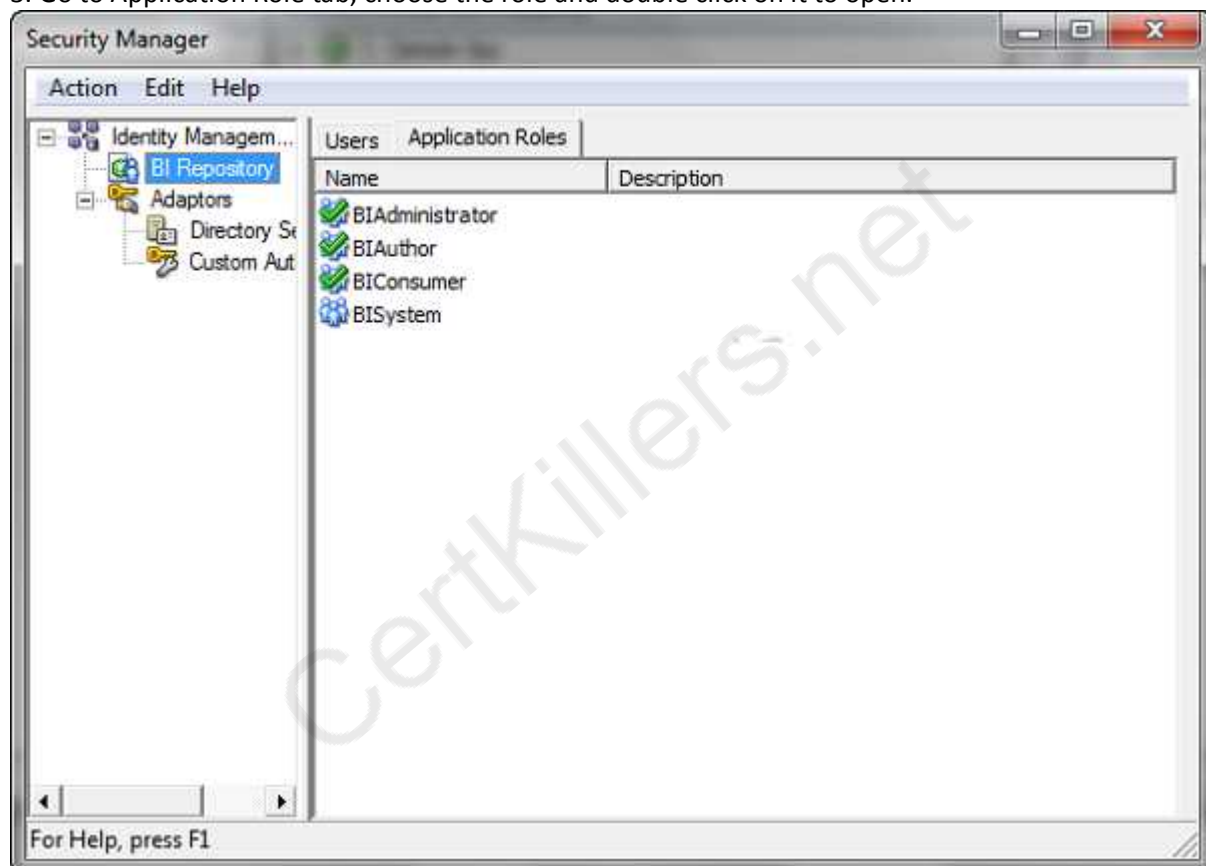 3. Go to Application Role tab, choose the role and double click on it to open.
Security Manager
Action Edit Help
Identity Managem...
BI Repository
Adaptors
Directory Se
Custom Aut
Users Application Roles
Name Description
BIAdministrator
BIAuthor
BIConsumer
BISystem
CertKillers.net
For Help, press F1